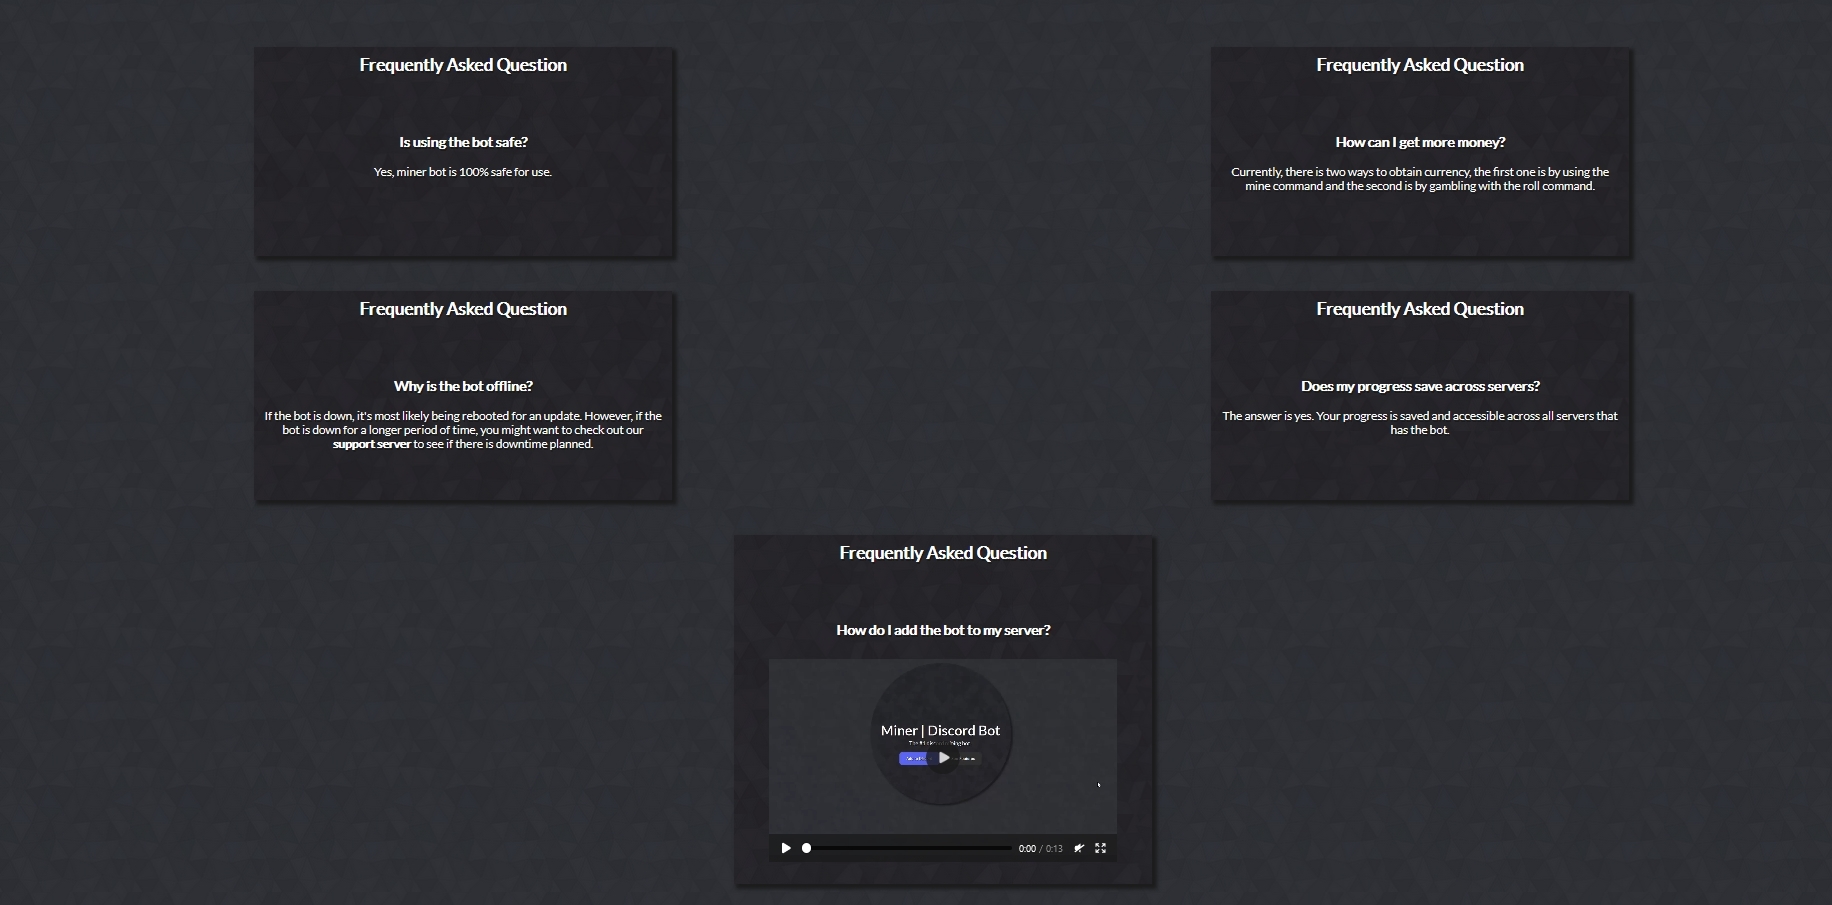 Frequently Asked Question
Is using the bot safe?
Yes, miner bot is 100% safe for use.
Frequently Asked Question
How can I get more money?
Currently, there is two ways to obtain currency, the first one is by using the
mine command and the second is by gambling with the roll command.
Frequently Asked Question
Why is the bot offline?
If the bot is down, it's most likely being rebooted for an update. However, if the
bot is down for a longer period of time, you might want to check out our
support server to see if there is downtime planned.
Frequently Asked Question
Does my progress save across servers?
The answer is yes. Your progress is saved and accessible across all servers that
has the bot.
Frequently Asked Question
How do I add the bot to my server?
Miner | Discord Bot
0:00 / 0:13